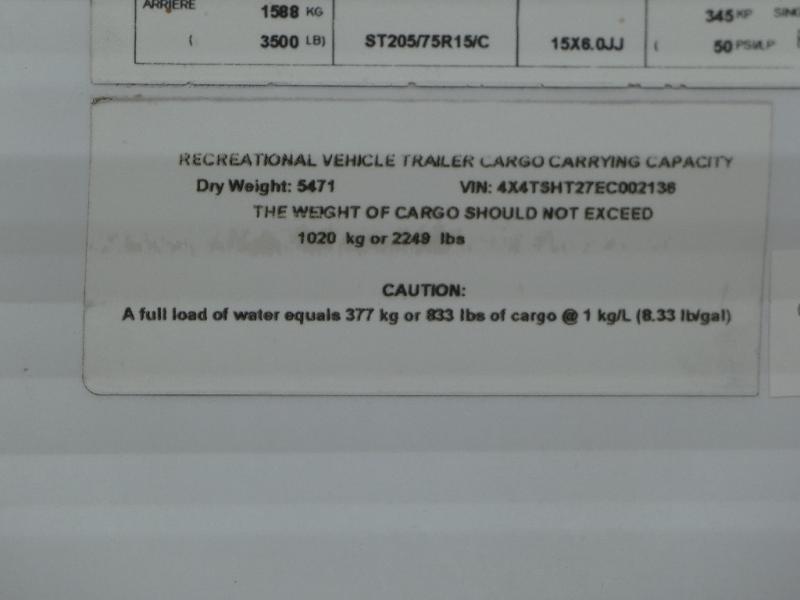 ARRIERE 1588 KG 345 KP
( 3500 LB) ST205/75R15/C 15X6.0JJ ( 50 PSI/LP
RECREATIONAL VEHICLE TRAILER CARGO CARRYING CAPACITY
Dry Weight: 5471 VIN: 4X4TSHT27EC002136
THE WEIGHT OF CARGO SHOULD NOT EXCEED
1020 kg or 2249 lbs
CAUTION:
A full load of water equals 377 kg or 833 lbs of cargo @ 1 kg/L (8.33 lb/gal)